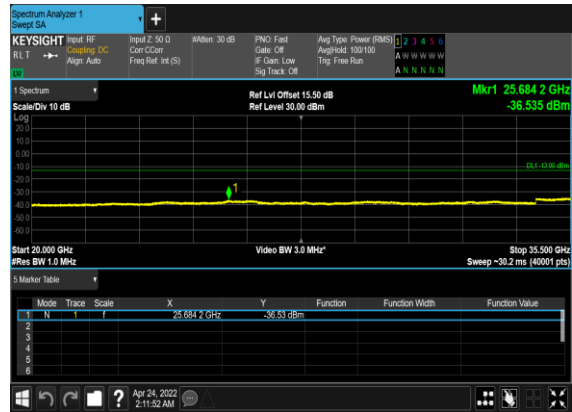 Spectrum Analyzer 1
Swept SA
+
KEYSIGHT Input: RF Input Z: 50 Ω #Atten: 30 dB PNO: Fast Avg Type: Power (RMS) 1 2 3 4 5 6
RLT Coupling: DC Corr CCorr Gate: Off Avg|Hold: 100/100 A W W W W W
Align: Auto Freq Ref: Int (S) IF Gain: Low Trig: Free Run
Sig Track: Off A N N N N N
1 Spectrum Ref Lvl Offset 15.50 dB Mkr1 25.684 2 GHz
Scale/Div 10 dB Ref Level 30.00 dBm -36.535 dBm
Log
20.0
10.0
0.00
-10.0 DL1 -13.00 dBm
-20.0
-30.0 1
-40.0
-50.0
-60.0
Start 20.000 GHz Video BW 3.0 MHz* Stop 35.500 GHz
#Res BW 1.0 MHz Sweep ~30.2 ms (40001 pts)
5 Marker Table
Mode Trace Scale X Y Function Function Width Function Value
1 N 1 f 25.684 2 GHz -36.53 dBm
2
3
4
5
6
? Apr 24, 2022
2:11:52 AM